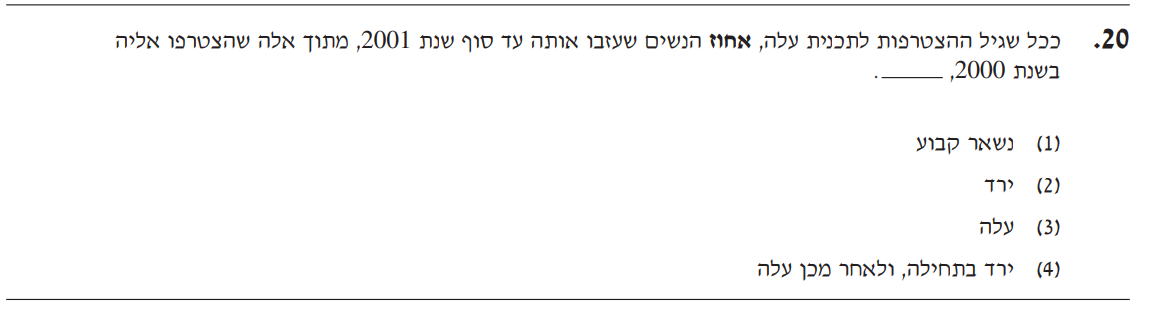 20. ככל שגיל ההצטרפות לתכנית עלה, אחוז הנשים שעזבו אותה עד סוף שנת 2001, מתוך אלה שהצטרפו אליה
בשנת 2000, _____ .
(1) נשאר קבוע
(2) ירד
(3) עלה
(4) ירד בתחילה, ולאחר מכן עלה